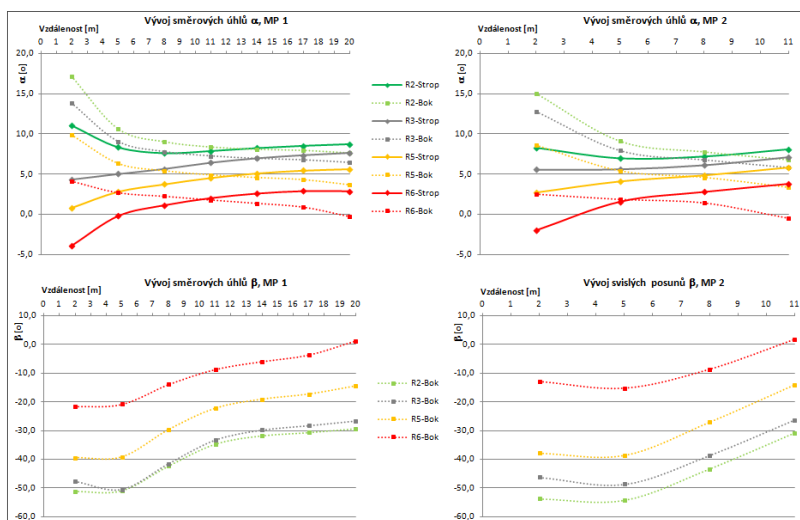 Vývoj směrových úhlů α, MP 1
Vzdálenost [m]
0 1 2 3 4 5 6 7 8 9 10 11 12 13 14 15 16 17 18 19 20
20,0
15,0
10,0
5,0
0,0
-5,0
α [o]
R2-Strop
R2-Bok
R3-Strop
R3-Bok
R5-Strop
R5-Bok
R6-Strop
R6-Bok
Vývoj směrových úhlů α, MP 2
Vzdálenost [m]
0 1 2 3 4 5 6 7 8 9 10 11
20,0
15,0
10,0
5,0
0,0
-5,0
α [o]
Vývoj směrových úhlů β, MP 1
Vzdálenost [m]
0 1 2 3 4 5 6 7 8 9 10 11 12 13 14 15 16 17 18 19 20
10,0
0,0
-10,0
-20,0
-30,0
-40,0
-50,0
-60,0
β [o]
R2-Bok
R3-Bok
R5-Bok
R6-Bok
Vývoj svislých posunů β, MP 2
Vzdálenost [m]
0 1 2 3 4 5 6 7 8 9 10 11
10,0
0,0
-10,0
-20,0
-30,0
-40,0
-50,0
-60,0
β [o]